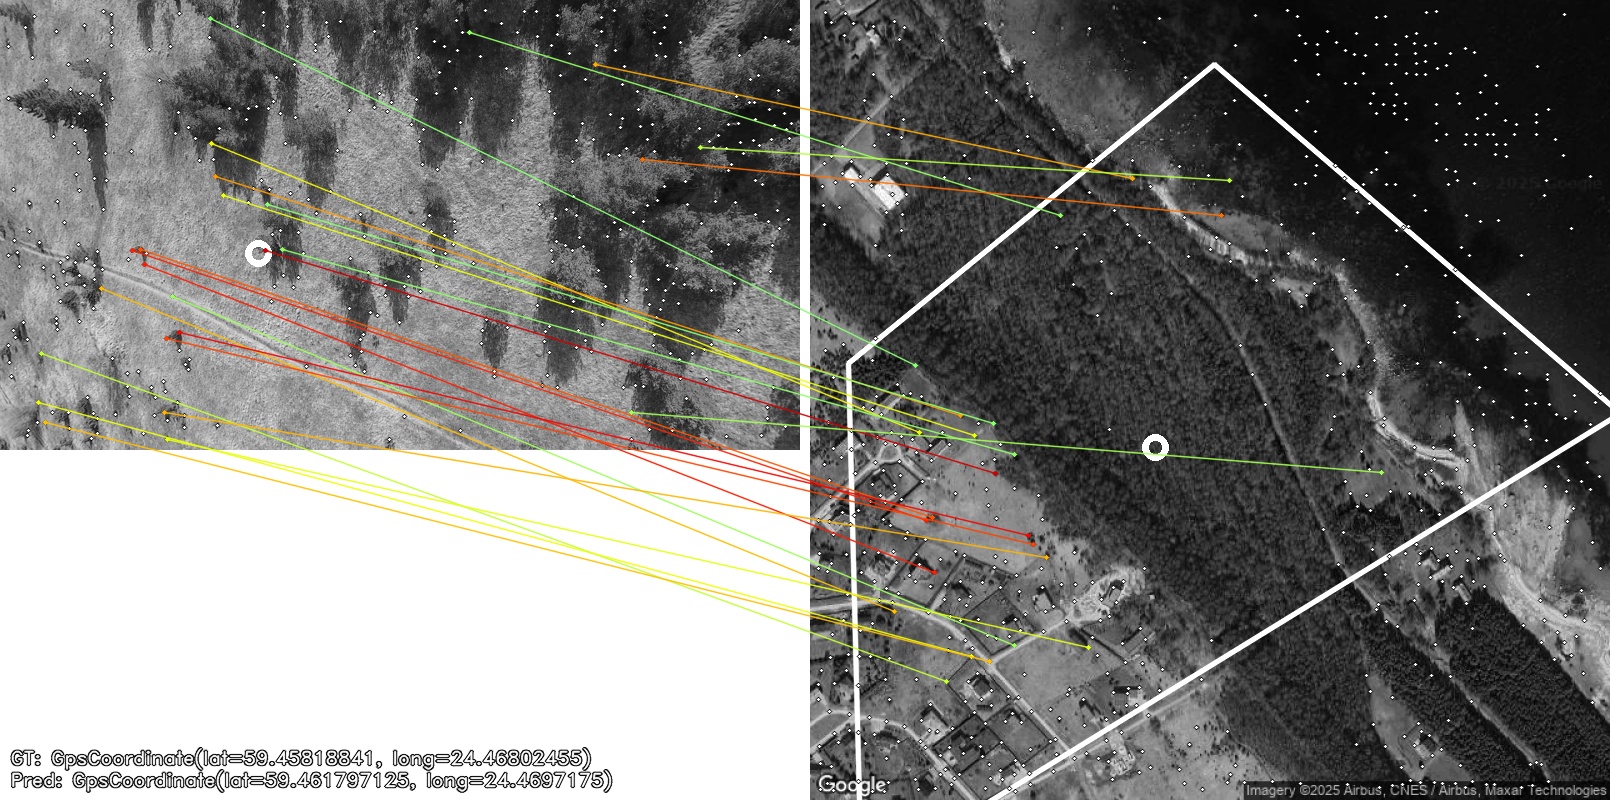 GT: GpsCoordinate(lat=59.45818841, long=24.46802455)
Pred: GpsCoordinate(lat=59.461797125, long=24.4697175)
Google
Imagery ©2025 Airbus, CNES / Airbus, Maxar Technologies